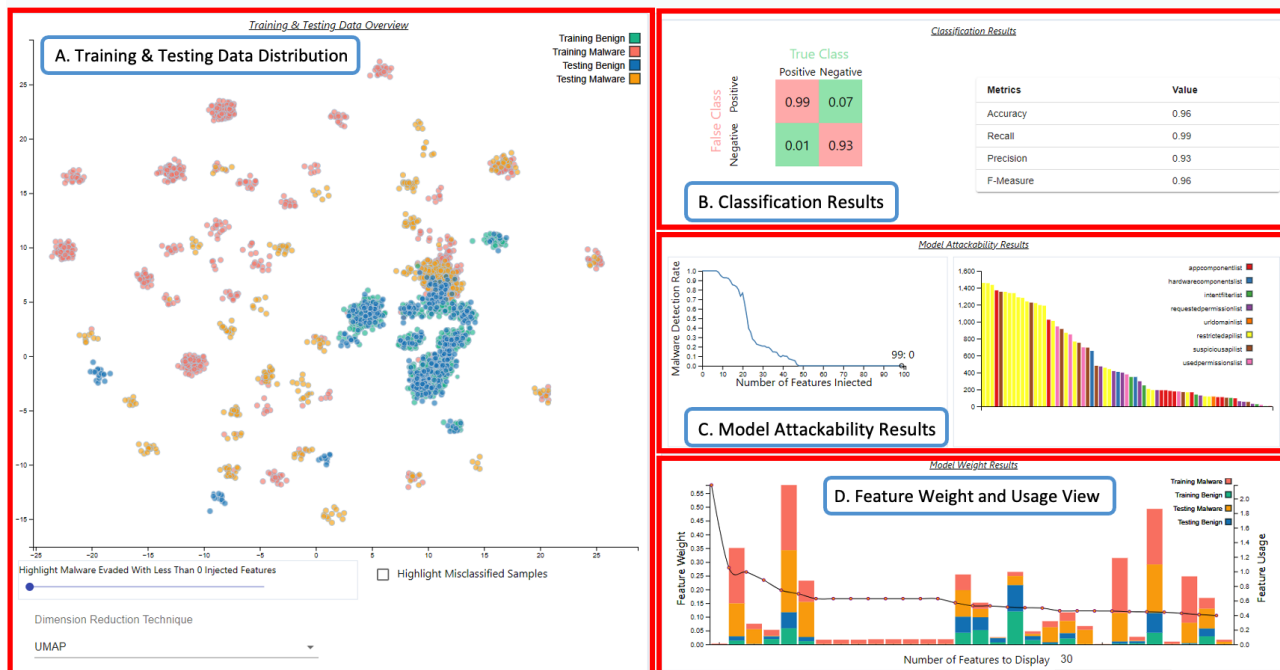 Training & Testing Data Overview
A. Training & Testing Data Distribution
Training Benign
Training Malware
Testing Benign
Testing Malware
25
20
15
10
5
0
−5
−10
−15
−25
−20
−15
−10
−5
0
5
10
15
20
25
Highlight Malware Evaded With Less Than 0 Injected Features
Highlight Misclassified Samples
Dimension Reduction Technique
UMAP
Classification Results
True Class
Positive Negative
False Class
Positive
Negative
0.99 0.07
0.01 0.93
Metrics Value
Accuracy 0.96
Recall 0.99
Precision 0.93
F-Measure 0.96
B. Classification Results
Model Attackability Results
Malware Detection Rate
1.0
0.9
0.8
0.7
0.6
0.5
0.4
0.3
0.2
0.1
0.0
0 10 20 30 40 50 60 70 80 90 100
Number of Features Injected
99: 0
1,600
1,400
1,200
1,000
800
600
400
200
0
appcomponentlist
hardwarecomponentslist
intentfilterlist
requestedpermissionlist
urldomainlist
restrictedapilist
suspiciousapilist
usedpermissionslist
C. Model Attackability Results
Model Weight Results
D. Feature Weight and Usage View
Training Malware
Training Benign
Testing Malware
Testing Benign
Feature Weight
0.55
0.50
0.45
0.40
0.35
0.30
0.25
0.20
0.15
0.10
0.05
0.00
Feature Usage
2.0
1.8
1.6
1.4
1.2
1.0
0.8
0.6
0.4
0.2
0.0
Number of Features to Display 30